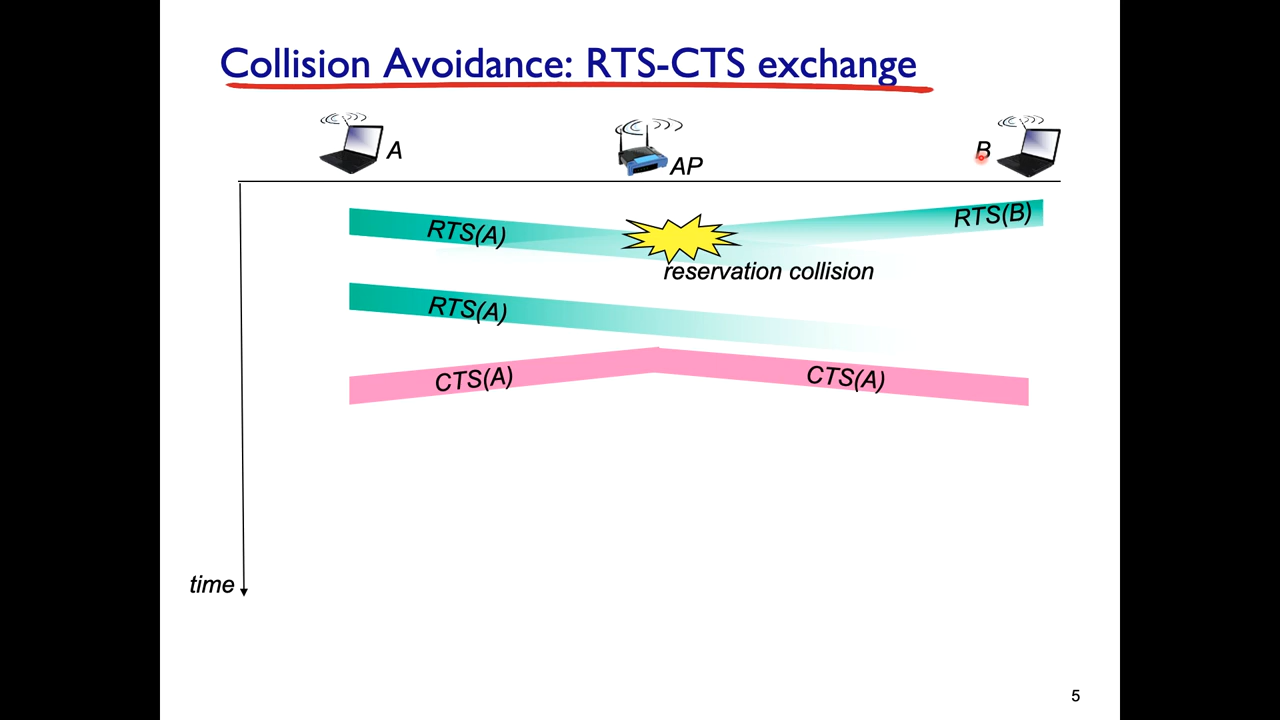 Collision Avoidance: RTS-CTS exchange
A
AP
B
RTS(A)
RTS(B)
reservation collision
RTS(A)
CTS(A)
CTS(A)
time
5